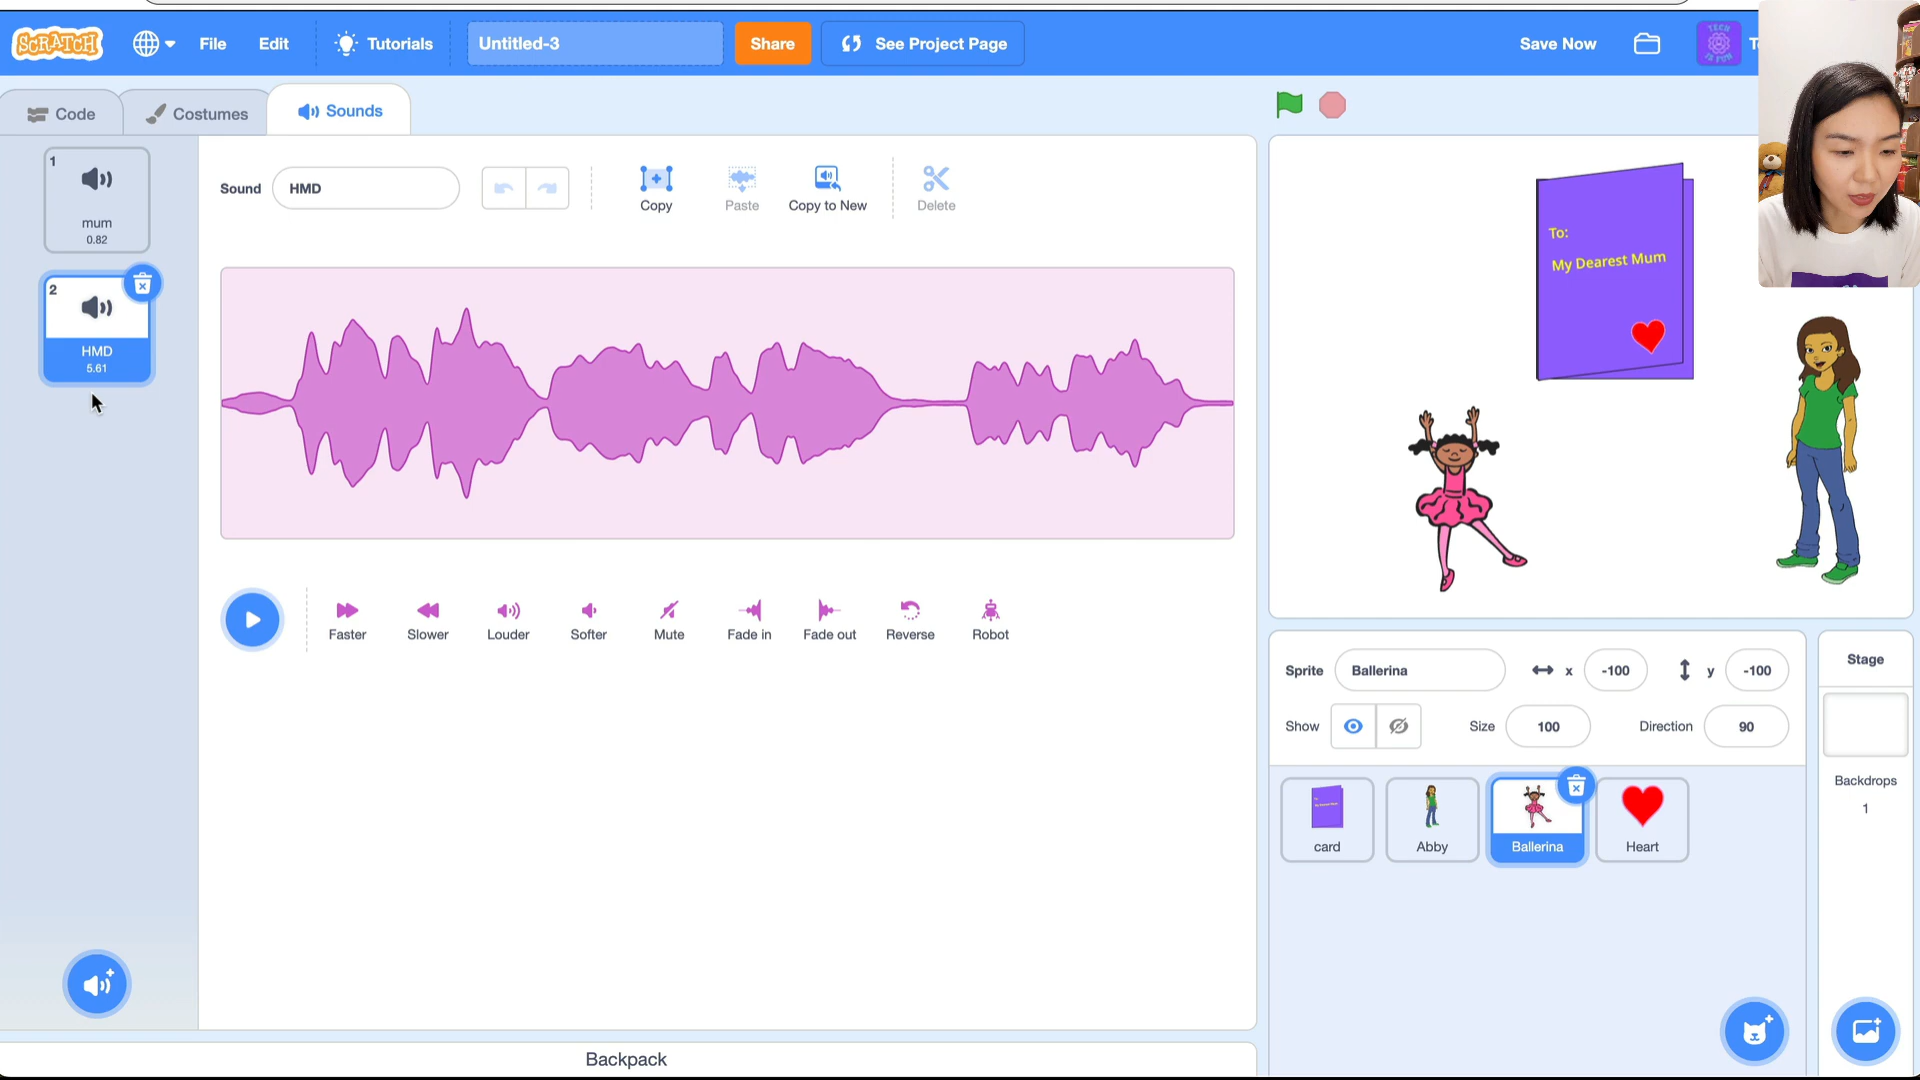 SCRATCH
File
Edit
Tutorials
Untitled-3
Share
See Project Page
Save Now
TECH
IS FUN
Code
Costumes
Sounds
1
mum
0.82
2
HMD
5.61
Sound
HMD
Copy
Paste
Copy to New
Delete
Faster
Slower
Louder
Softer
Mute
Fade in
Fade out
Reverse
Robot
To:
My Dearest Mum
Sprite
Ballerina
x
-100
y
-100
Show
Size
100
Direction
90
card
Abby
Ballerina
Heart
Stage
Backdrops
1
Backpack